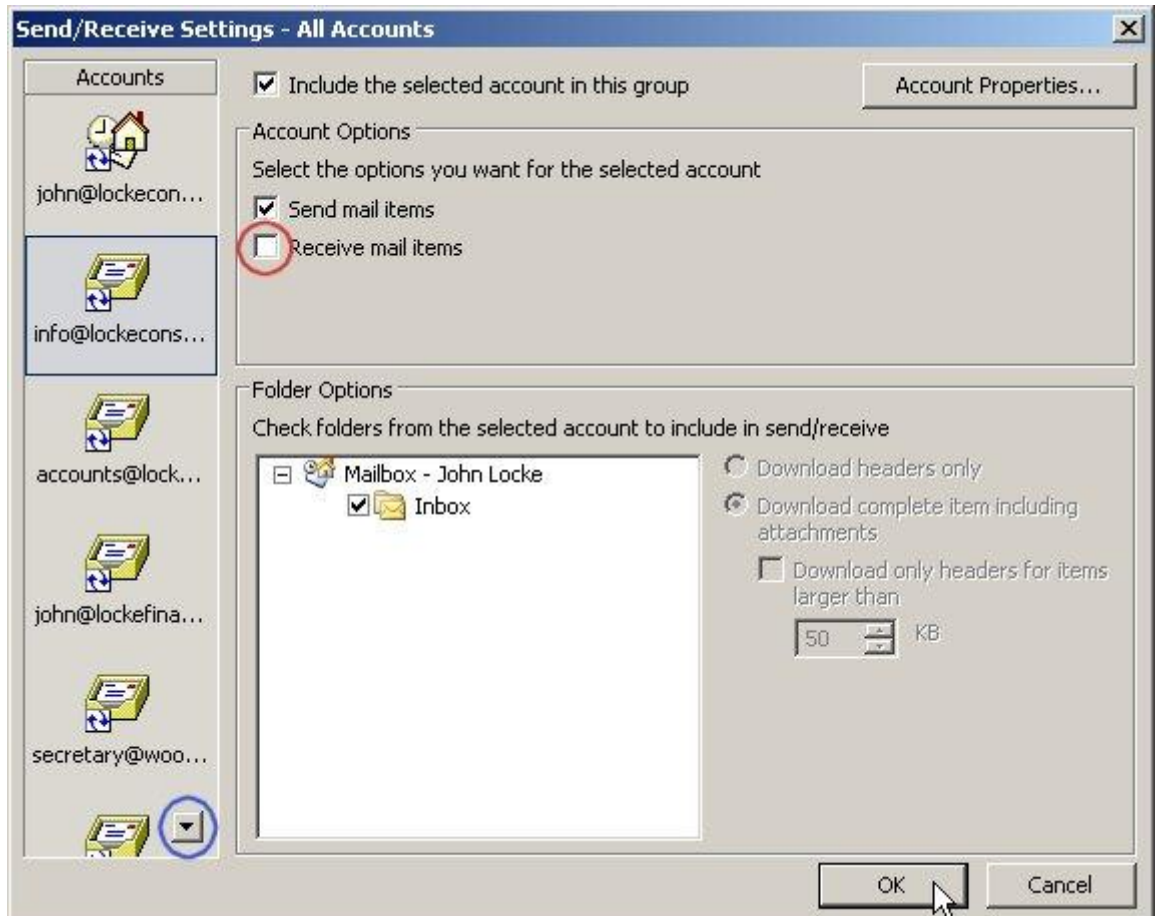 Send/Receive Settings - All Accounts
Accounts
Include the selected account in this group
Account Properties...
john@lockecon...
info@lockecons...
accounts@lock...
john@lockefina...
secretary@woo...
Account Options
Select the options you want for the selected account
Send mail items
Receive mail items
Folder Options
Check folders from the selected account to include in send/receive
Mailbox - John Locke
Inbox
Download headers only
Download complete item including
attachments
Download only headers for items
larger than
50 KB
OK
Cancel